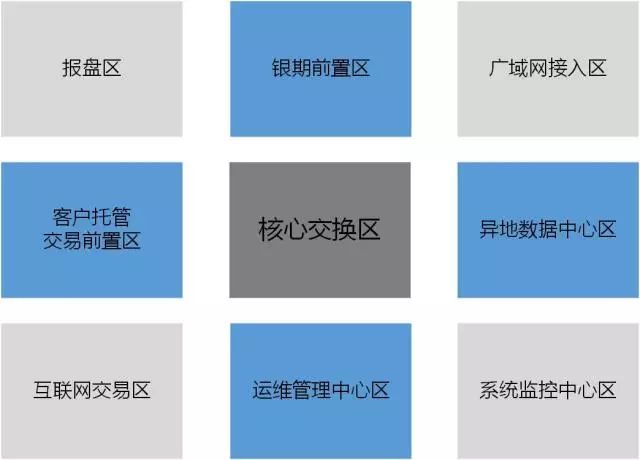 报盘区
银期前置区
广域网接入区
客户托管
交易前置区
核心交换区
异地数据中心区
互联网交易区
运维管理中心区
系统监控中心区